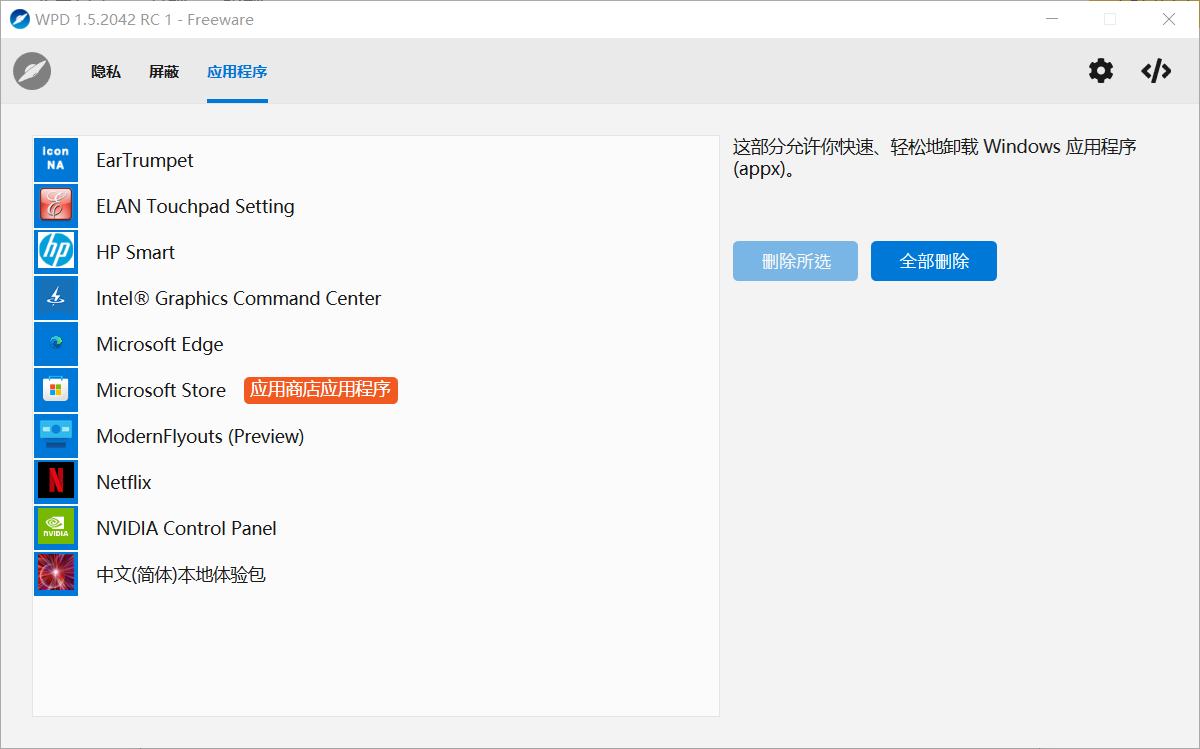 WPD 1.5.2042 RC 1 - Freeware
隐私 屏蔽 应用程序
icon NA
EarTrumpet
ELAN Touchpad Setting
hp
HP Smart
Intel® Graphics Command Center
Microsoft Edge
Microsoft Store 应用商店应用程序
ModernFlyouts (Preview)
N
Netflix
NVIDIA
NVIDIA Control Panel
中文(简体)本地体验包
这部分允许你快速、轻松地卸载 Windows 应用程序
(appx)。
删除所选 全部删除